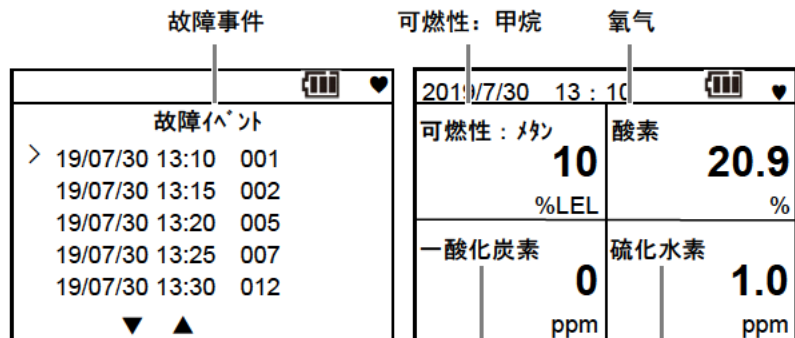 故障事件
可燃性：甲烷
氧气
故障ｲﾍﾞﾝﾄ
> 19/07/30 13:10 001
19/07/30 13:15 002
19/07/30 13:20 005
19/07/30 13:25 007
19/07/30 13:30 012
▼ ▲
2019/7/30 13：10
可燃性：ﾒﾀﾝ
10
%LEL
酸素
20.9
%
一酸化炭素
0
ppm
硫化水素
1.0
ppm